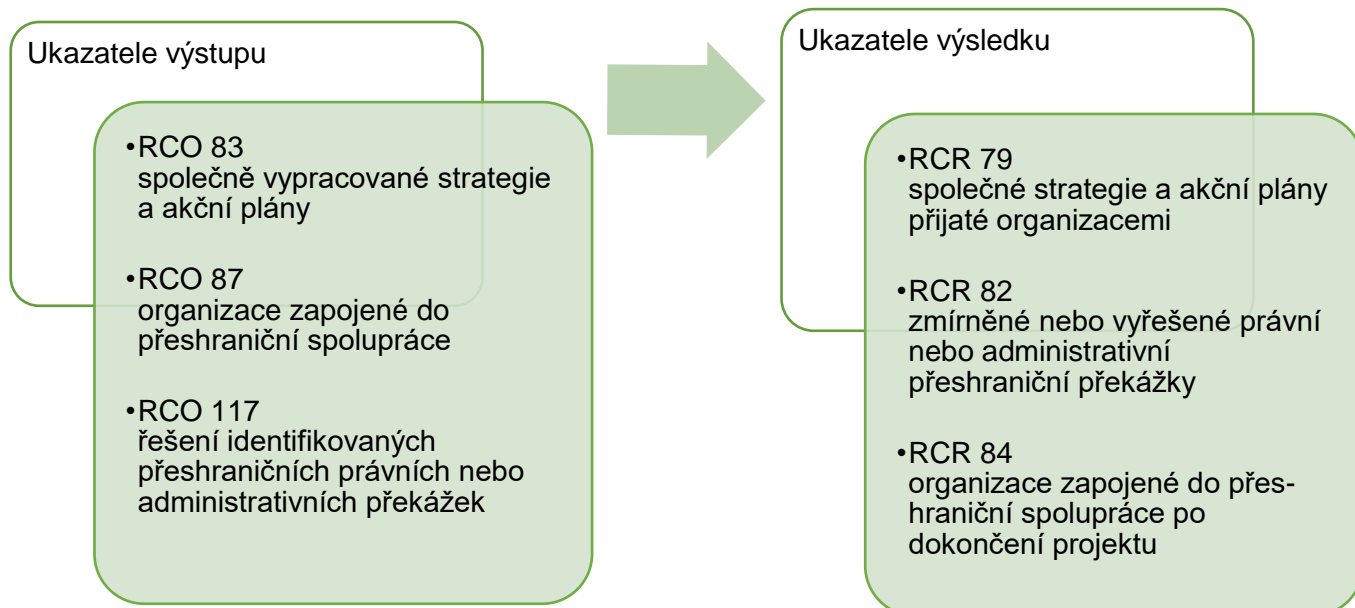 Ukazatele výstupu
•RCO 83
společně vypracované strategie
a akční plány
•RCO 87
organizace zapojené do
přeshraniční spolupráce
•RCO 117
řešení identifikovaných
přeshraničních právních nebo
administrativních překážek
Ukazatele výsledku
•RCR 79
společné strategie a akční plány
přijaté organizacemi
•RCR 82
zmírněné nebo vyřešené právní
nebo administrativní
přeshraniční překážky
•RCR 84
organizace zapojené do přes-
hraniční spolupráce po
dokončení projektu